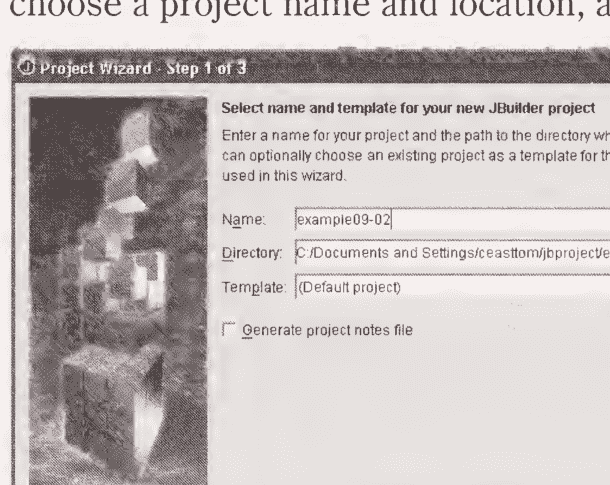 choose a project name and location, a
Project Wizard - Step 1 of 3
Select name and template for your new JBuilder project
Enter a name for your project and the path to the directory wh
can optionally choose an existing project as a template for th
used in this wizard.
Name: example09-02
Directory: C:/Documents and Settings/ceasttom/jbproject/e
Template: (Default project)
Generate project notes file